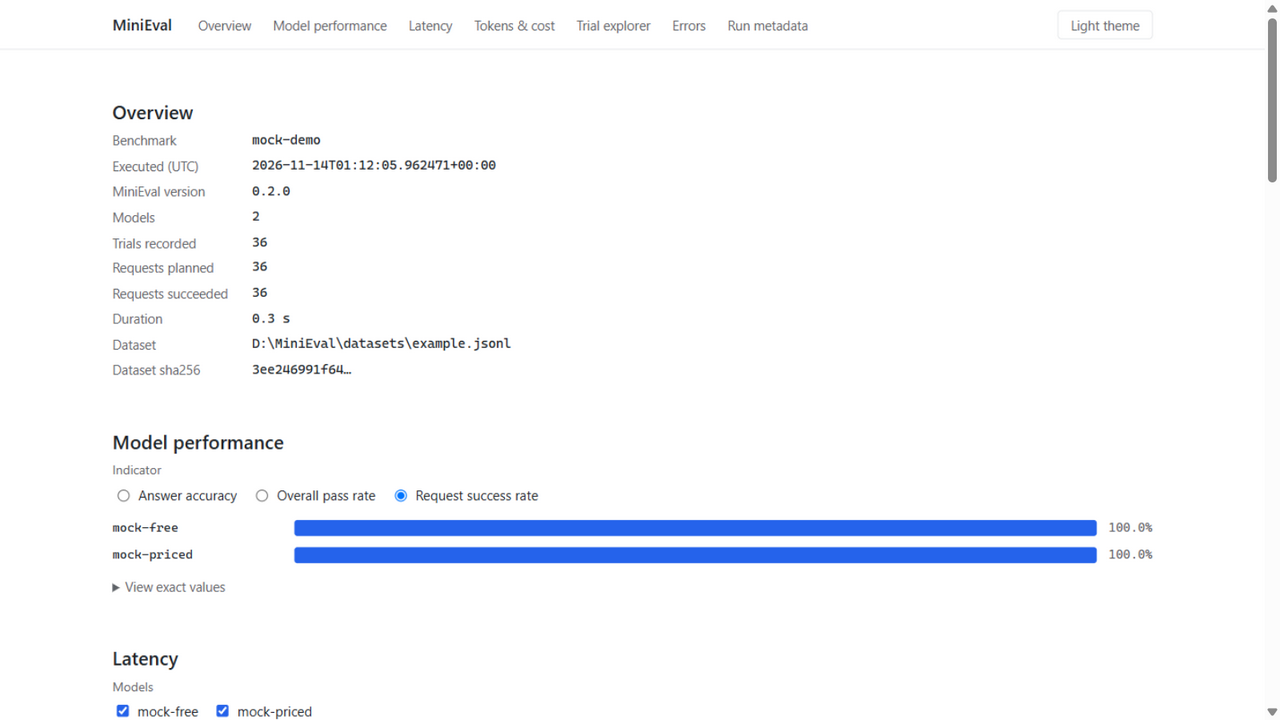 MiniEval Overview Model performance Latency Tokens & cost Trial explorer Errors Run metadata Light theme
Overview
Benchmark mock-demo
Executed (UTC) 2026-11-14T01:12:05.962471+00:00
MiniEval version 0.2.0
Models 2
Trials recorded 36
Requests planned 36
Requests succeeded 36
Duration 0.3 s
Dataset D:\MiniEval\datasets\example.jsonl
Dataset sha256 3ee246991f64…
Model performance
Indicator
Answer accuracy Overall pass rate Request success rate
mock-free 100.0%
mock-priced 100.0%
View exact values
Latency
Models
mock-free mock-priced